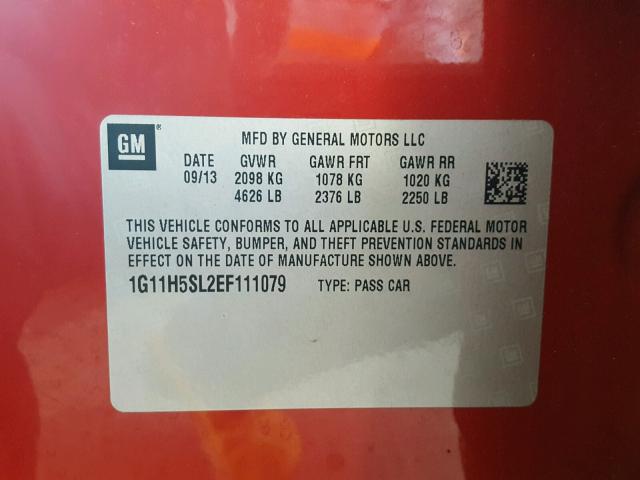 GM ®
MFD BY GENERAL MOTORS LLC
DATE GVWR GAWR FRT GAWR RR
09/13 2098 KG 1078 KG 1020 KG
4626 LB 2376 LB 2250 LB
THIS VEHICLE CONFORMS TO ALL APPLICABLE U.S. FEDERAL MOTOR
VEHICLE SAFETY, BUMPER, AND THEFT PREVENTION STANDARDS IN
EFFECT ON THE DATE OF MANUFACTURE SHOWN ABOVE.
1G11H5SL2EF111079 TYPE: PASS CAR